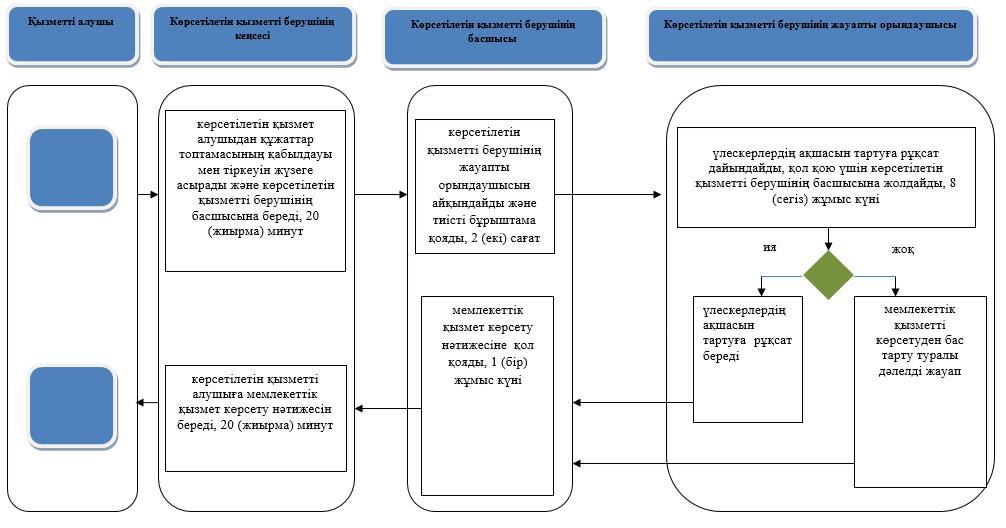 Қызметті алушы
Көрсетілетін қызметті берушінің
кеңсесі
Көрсетілетін қызметті берушінің
басшысы
Көрсетілетін қызметті берушінің жауапты орындаушысы
көрсетілетін қызмет
алушыдан құжаттар
топтамасының қабылдауы
мен тіркеуін жүзеге
асырады және көрсетілетін
қызметті берушінің
басшысына береді, 20
(жиырма) минут
көрсетілетін
қызметті берушінің
жауапты
орындаушысын
айқындайды және
тиісті бұрыштама
қояды, 2 (екі) сағат
үлескерлердің ақшасын тартуға рұқсат
дайындайды, қол қою үшін көрсетілетін
қызметті берушінің басшысына жолдайды, 8
(сегіз) жұмыс күні
ия
жоқ
үлескерлердің
ақшасын
тартуға рұқсат
береді
мемлекеттік
қызметті
көрсетуден бас
тарту туралы
дәлелді жауап
мемлекеттік
қызмет көрсету
нәтижесіне қол
қояды, 1 (бір)
жұмыс күні
көрсетілетін қызметті
алушыға мемлекеттік
қызмет көрсету нәтижесін
береді, 20 (жиырма) минут